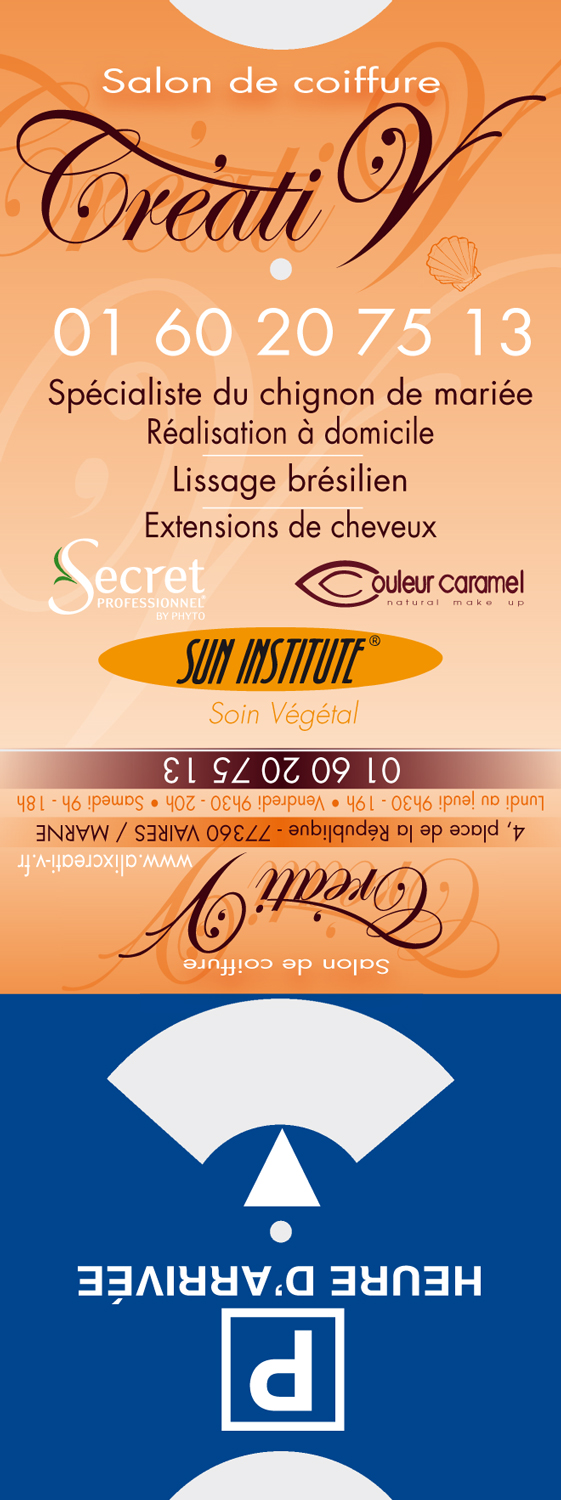 Salon de coiffure
Créati V
01 60 20 75 13
Spécialiste du chignon de mariée
Réalisation à domicile
Lissage brésilien
Extensions de cheveux
Secret
PROFESSIONNEL®
BY PHYTO
Couleur caramel
natural make up
SUN INSTITUTE®
Soin Végétal
Salon de coiffure
Créati V
www.alixcreati-v.fr
4, place de la République - 77360 VAIRES / MARNE
Lundi au jeudi 9h30 - 19h • Vendredi 9h30 - 20h • Samedi 9h - 18h
01 60 20 75 13
P
HEURE D'ARRIVÉE